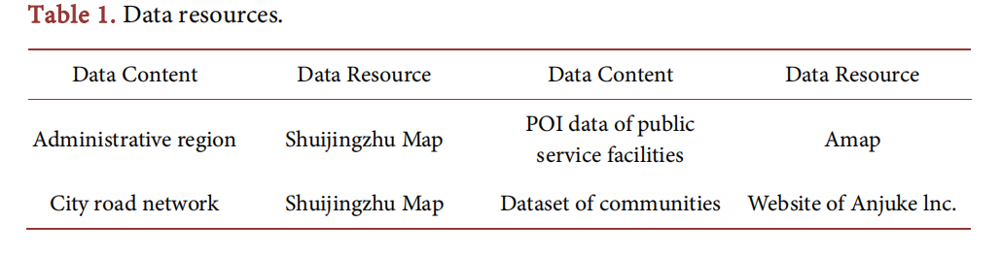 Table 1. Data resources.
Data Content Data Resource Data Content Data Resource
Administrative region Shuijingzhu Map POI data of public service facilities Amap
City road network Shuijingzhu Map Dataset of communities Website of Anjuke lnc.